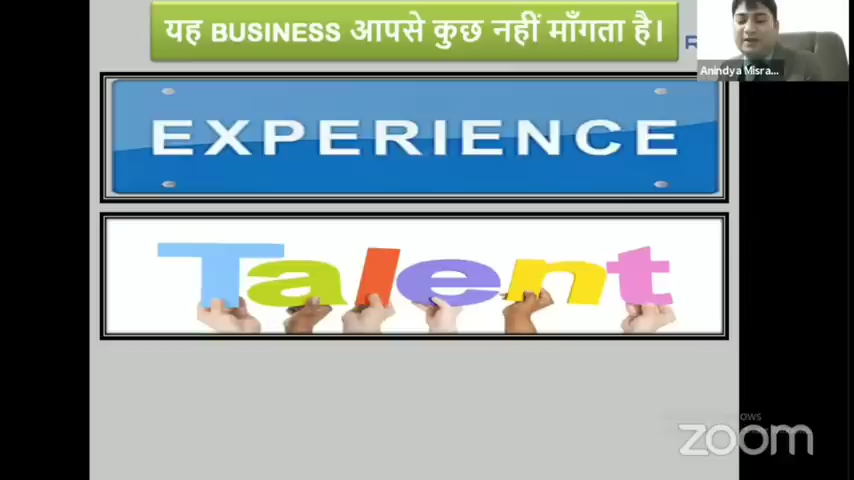 यह BUSINESS आपसे कुछ नहीं माँगता है।
R
Anindya Misra...
EXPERIENCE
Talent
zoom